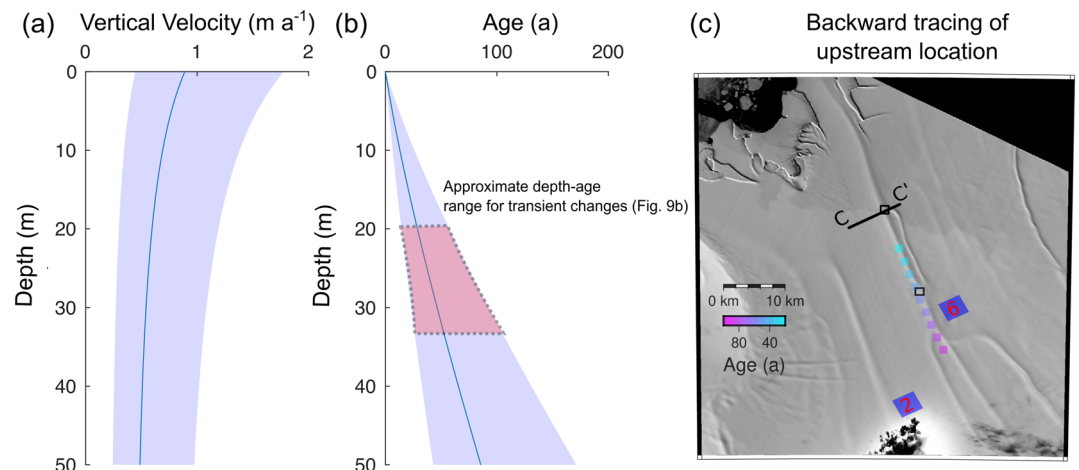 (a)
Vertical Velocity (m a-1)
0
1
2
0
10
20
30
40
50
Depth (m)
(b)
Age (a)
0
100
200
0
10
20
30
40
50
Depth (m)
Approximate depth-age
range for transient changes (Fig. 9b)
(c)
Backward tracing of
upstream location
C
C'
0 km
10 km
80
40
Age (a)
6
2